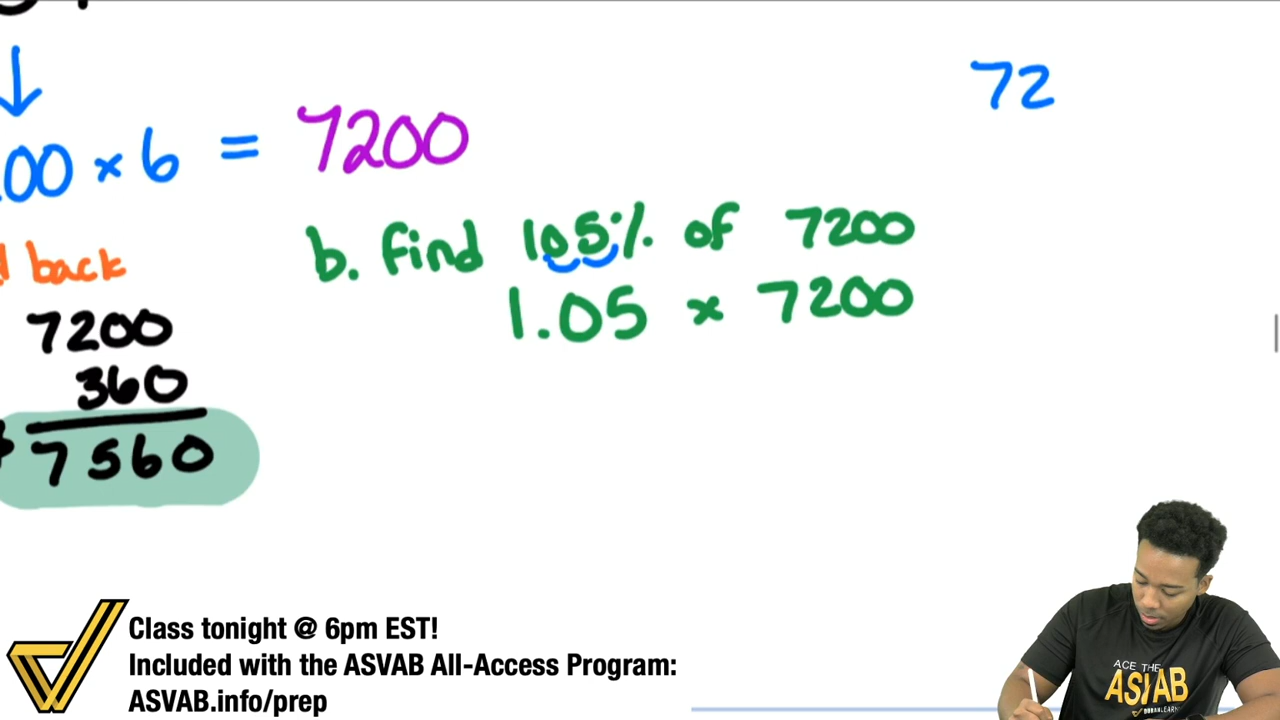 72
00 × 6 = 7200
b. find 105% of 7200
1.05 × 7200
back
7200
360
7560
Class tonight @ 6pm EST!
Included with the ASVAB All-Access Program:
ASVAB.info/prep
ACE THE
ASVAB